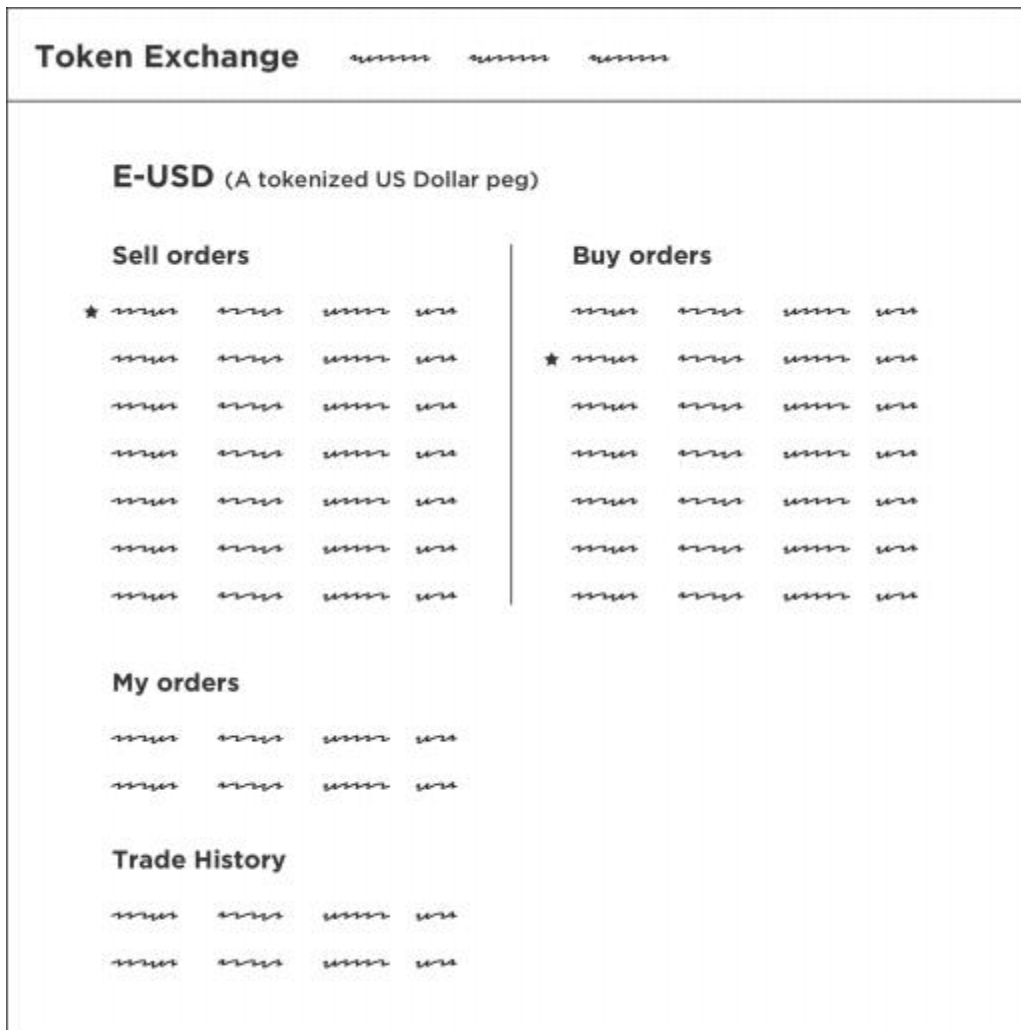 Token Exchange
E-USD (A tokenized US Dollar peg)
Sell orders
Buy orders
My orders
Trade History